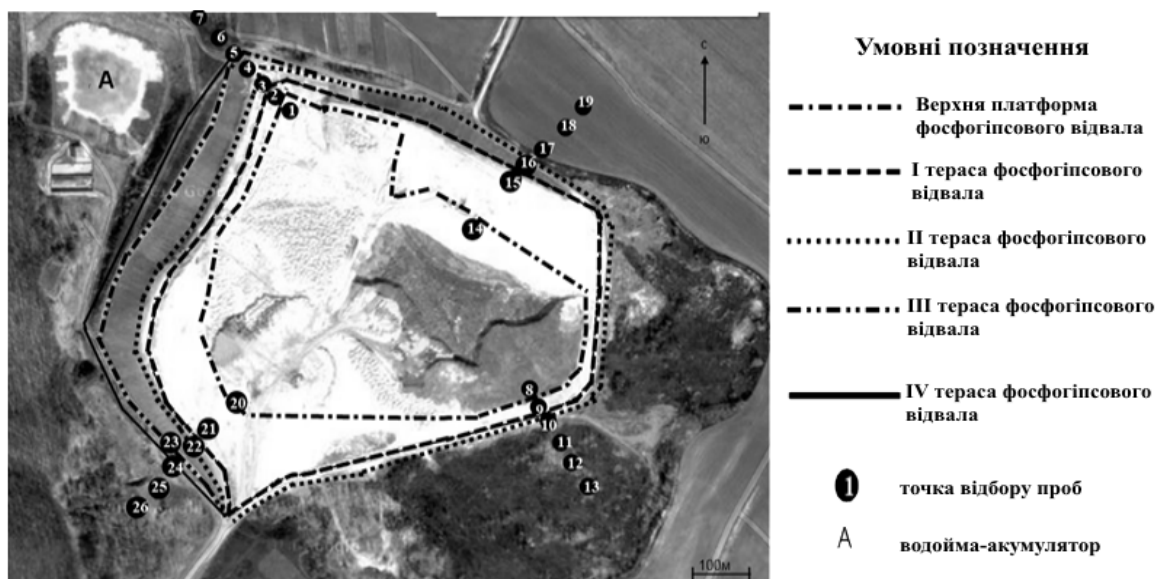 7
6
5
4
3
2
1
A
с
ю
19
18
17
16
15
14
8
9
10
11
12
13
20
21
22
23
24
25
26
100м
Умовні позначення
Верхня платформа
фосфогіпсового відвала
I тераса фосфогіпсового
відвала
II тераса фосфогіпсового
відвала
III тераса фосфогіпсового
відвала
IV тераса фосфогіпсового
відвала
1 точка відбору проб
А водойма-акумулятор